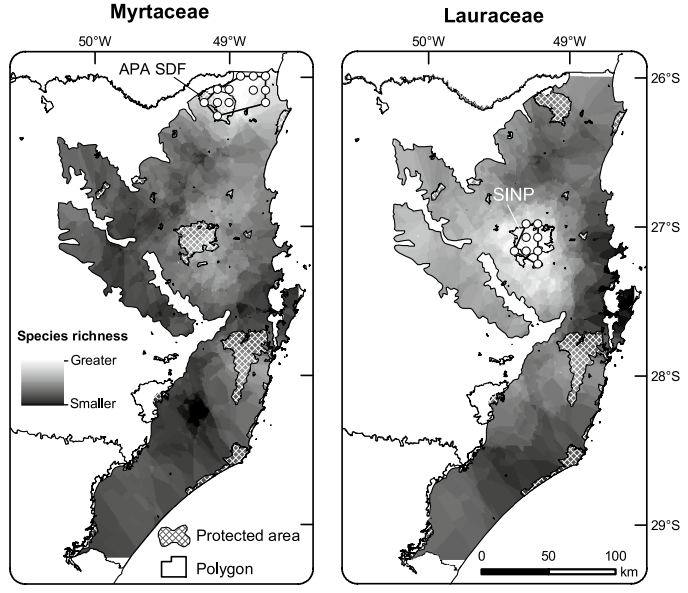 Myrtaceae
Lauraceae
50°W
49°W
50°W
49°W
APA SDF
26°S
SINP
27°S
Species richness
Greater
Smaller
28°S
Protected area
Polygon
29°S
0
50
100
km